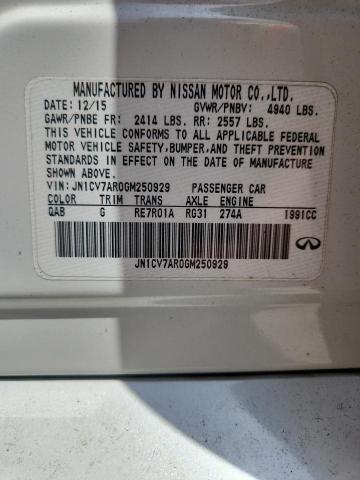 MANUFACTURED BY NISSAN MOTOR CO.,LTD.
DATE: 12/15 GVWR/PNBV: 4940 LBS.
GAWR/PNBE FR: 2414 LBS. RR: 2557 LBS.
THIS VEHICLE CONFORMS TO ALL APPLICABLE FEDERAL
MOTOR VEHICLE SAFETY,BUMPER,AND THEFT PREVENTION
STANDARDS IN EFFECT ON THE DATE OF MANUFACTURE
SHOWN ABOVE.
VIN: JN1CV7AR0GM250929 PASSENGER CAR
COLOR TRIM TRANS AXLE ENGINE
QAB G RE7R01A RG31 274A 1991CC
JN1CV7AR0GM250929